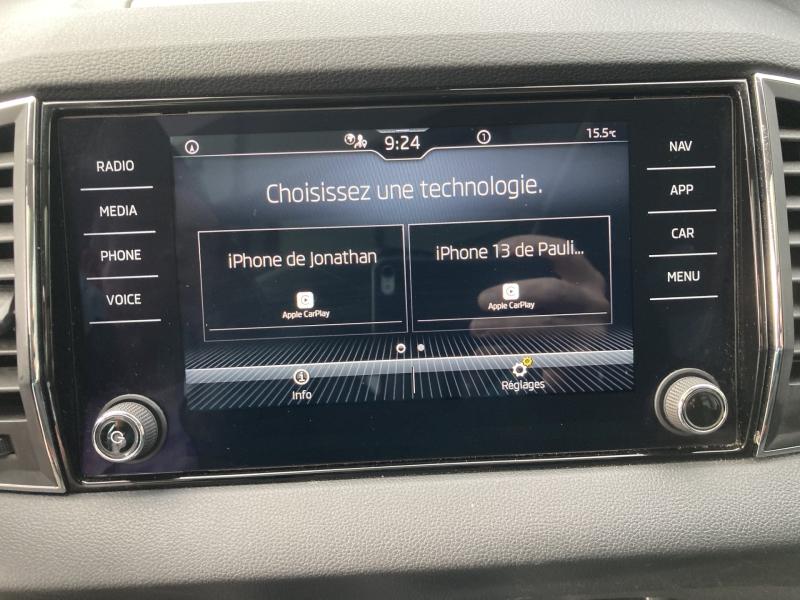 9:24
1
15.5°C
RADIO
MEDIA
PHONE
VOICE
Choisissez une technologie.
iPhone de Jonathan
Apple CarPlay
iPhone 13 de Pauli...
Apple CarPlay
Info
Réglages
NAV
APP
CAR
MENU